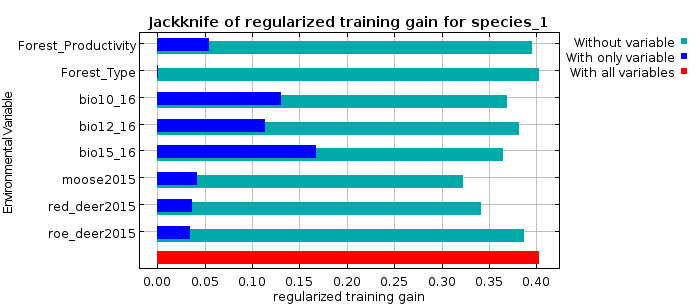 Jackknife of regularized training gain for species_1
Without variable
With only variable
With all variables
Environmental Variable
Forest_Productivity
Forest_Type
bio10_16
bio12_16
bio15_16
moose2015
red_deer2015
roe_deer2015
0.00 0.05 0.10 0.15 0.20 0.25 0.30 0.35 0.40
regularized training gain